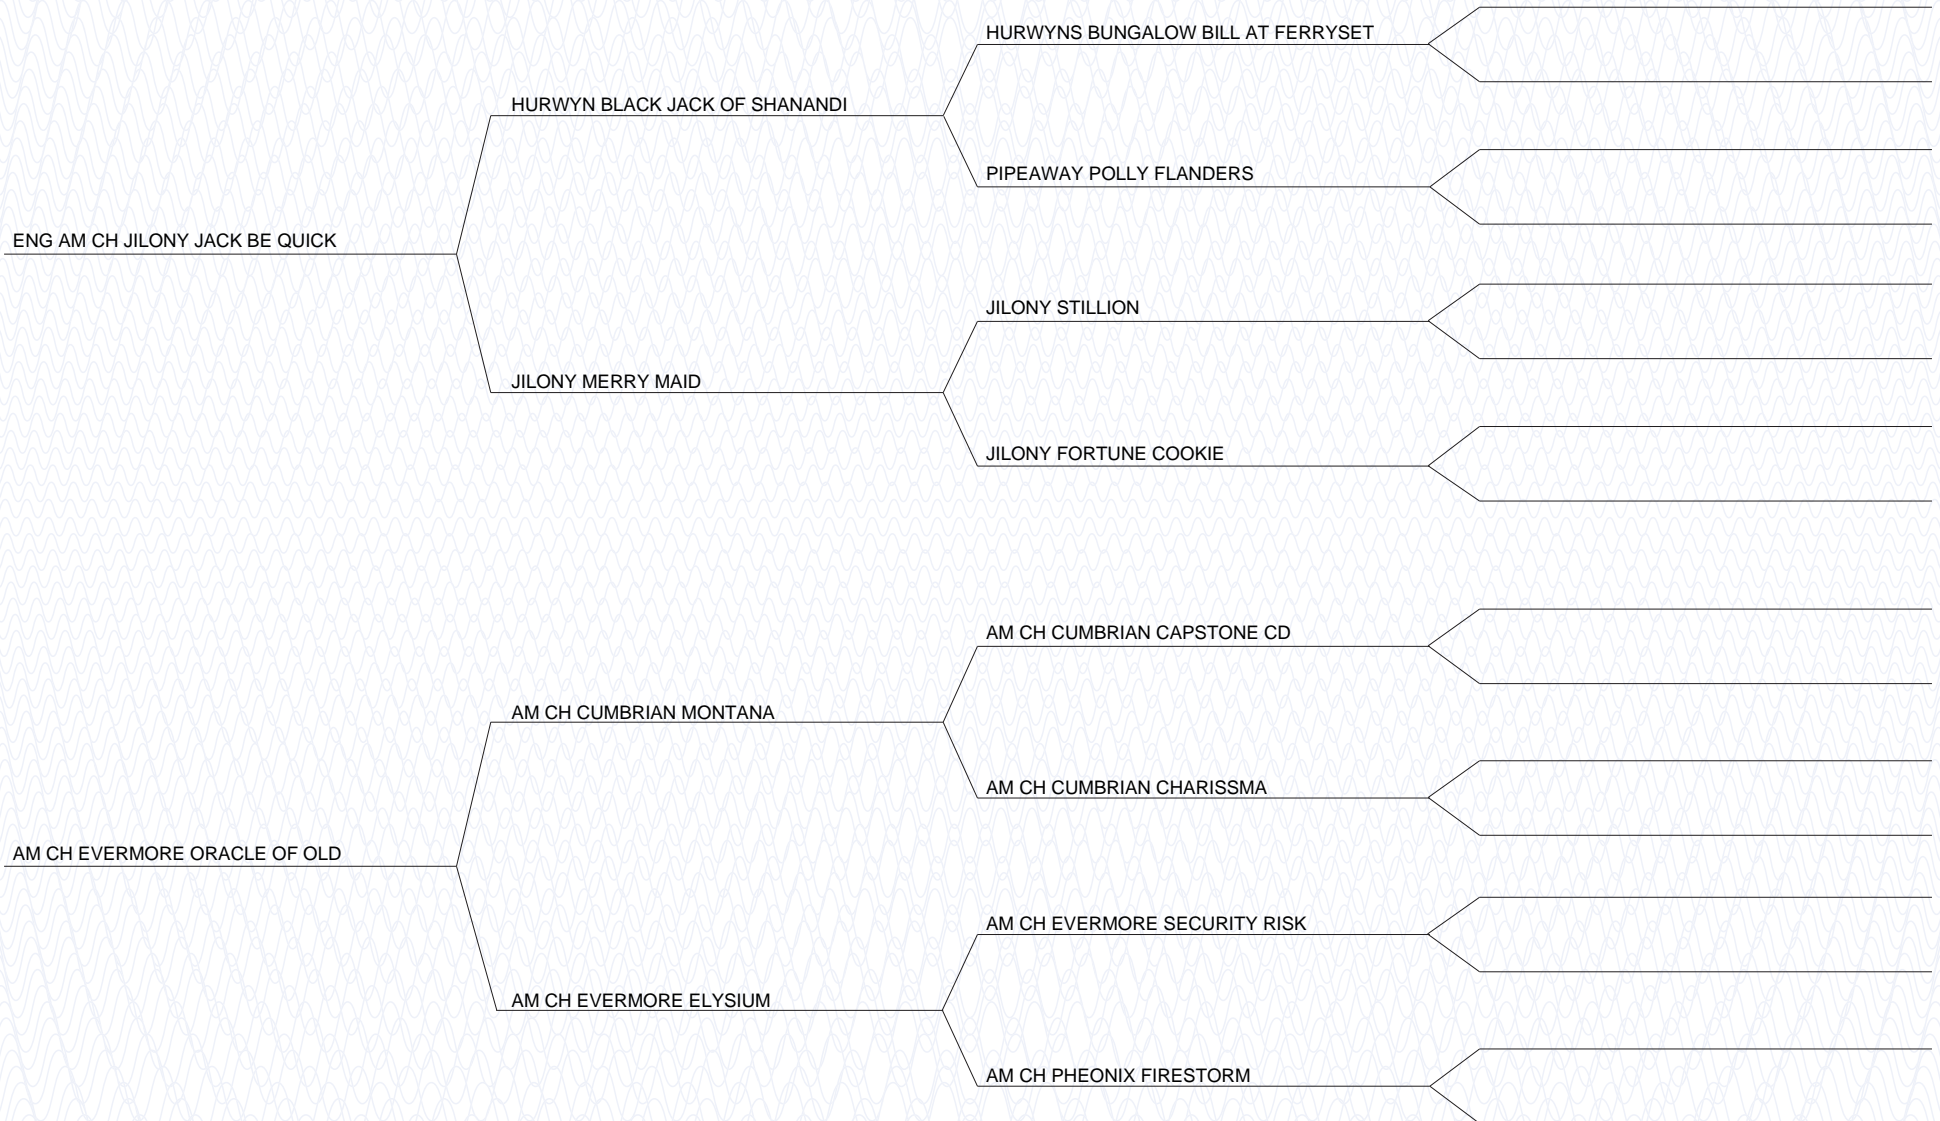 HURWYNS BUNGALOW BILL AT FERRYSET
HURWYN BLACK JACK OF SHANANDI
PIPEAWAY POLLY FLANDERS
ENG AM CH JILONY JACK BE QUICK
JILONY STILLION
JILONY MERRY MAID
JILONY FORTUNE COOKIE
AM CH CUMBRIAN CAPSTONE CD
AM CH CUMBRIAN MONTANA
AM CH CUMBRIAN CHARISSMA
AM CH EVERMORE ORACLE OF OLD
AM CH EVERMORE SECURITY RISK
AM CH EVERMORE ELYSIUM
AM CH PHEONIX FIRESTORM